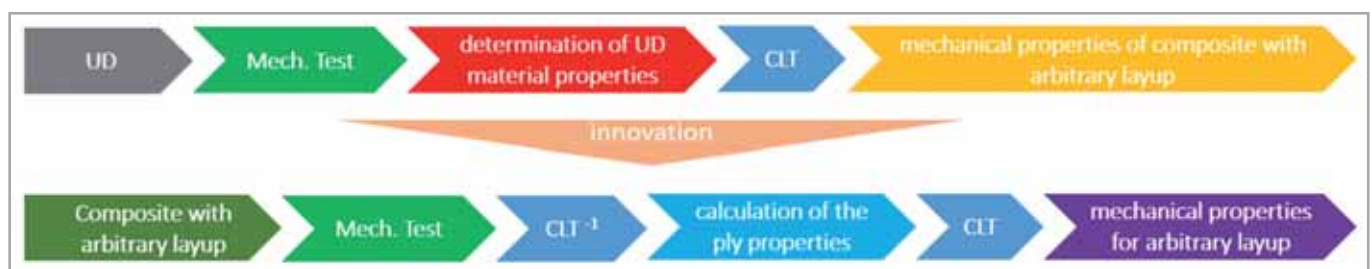 UD
Mech. Test
determination of UD
material properties
CLT
mechanical properties of composite with
arbitrary layup
innovation
Composite with
arbitrary layup
Mech. Test
CLT -1
calculation of the
ply properties
CLT
mechanical properties
for arbitrary layup